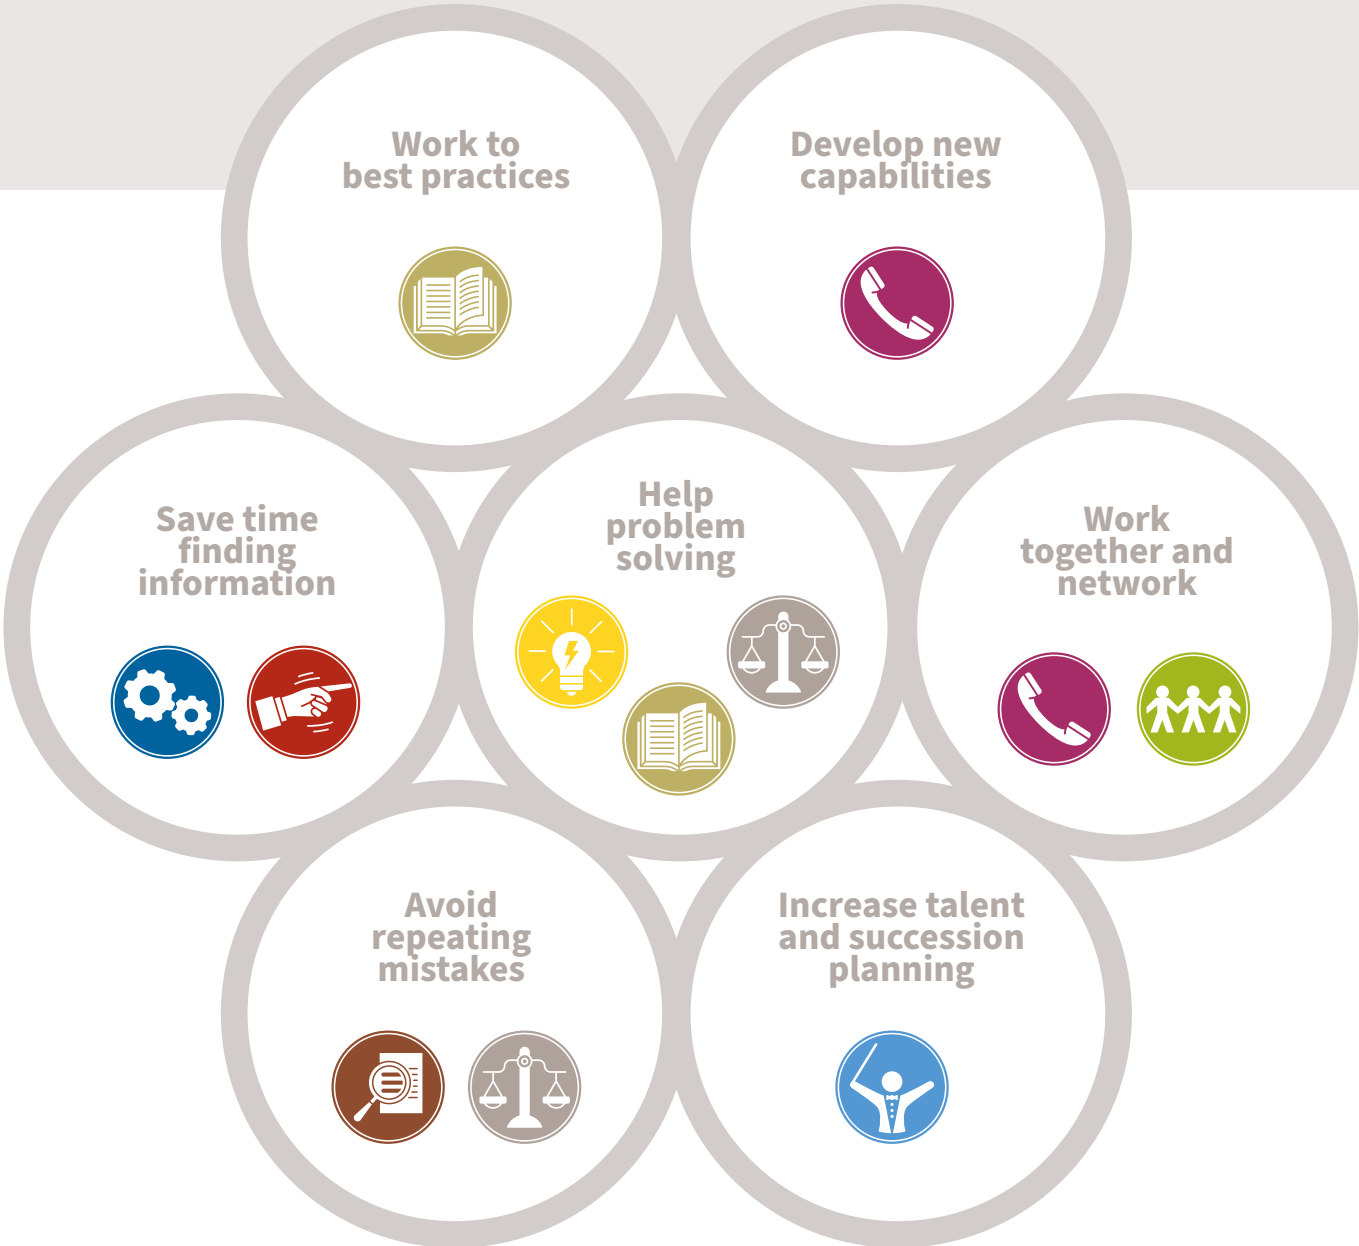 Work to
best practices
Develop new
capabilities
Save time
finding
information
Help
problem
solving
Work
together and
network
Avoid
repeating
mistakes
Increase talent
and succession
planning